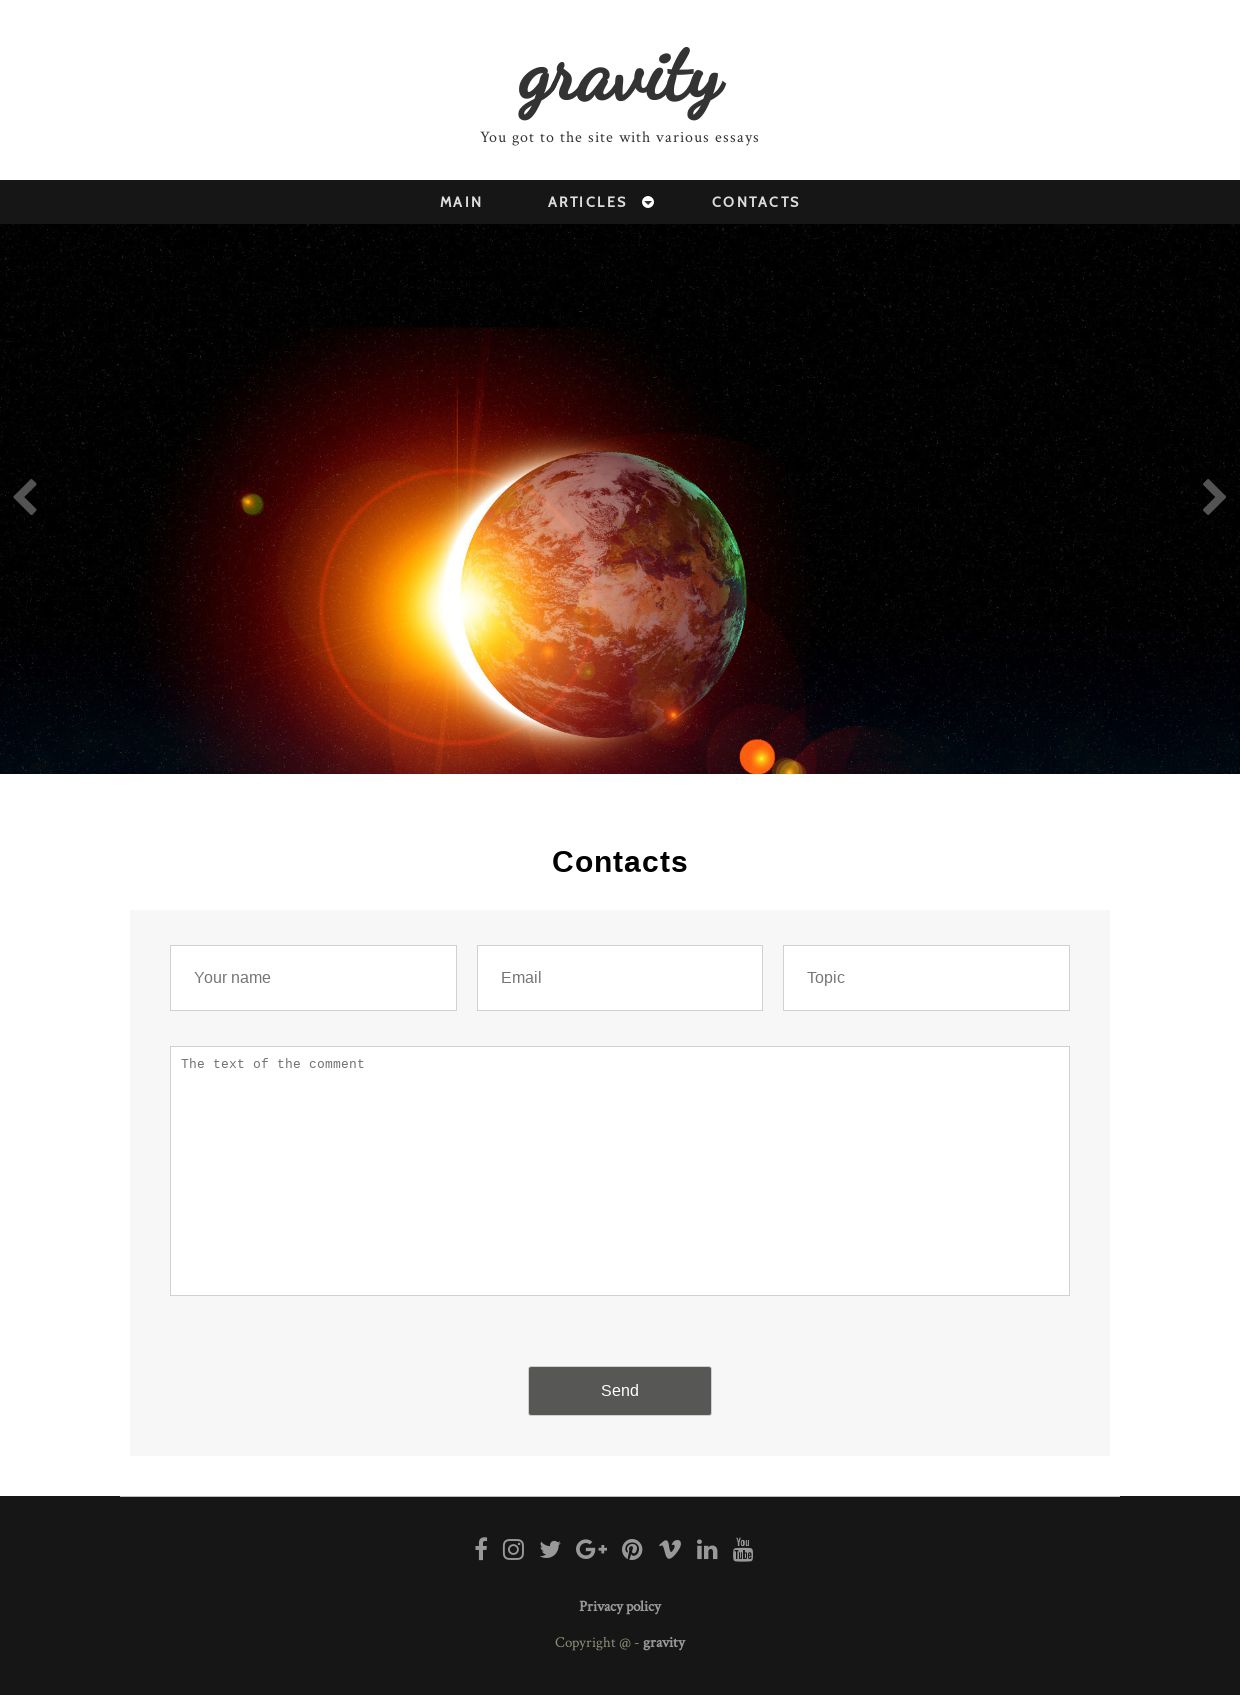 gravity
You got to the site with various essays
MAIN ARTICLES CONTACTS
Contacts
Your name Email Topic
The text of the comment
Send
You
Tube
Privacy policy
Copyright @ - gravity